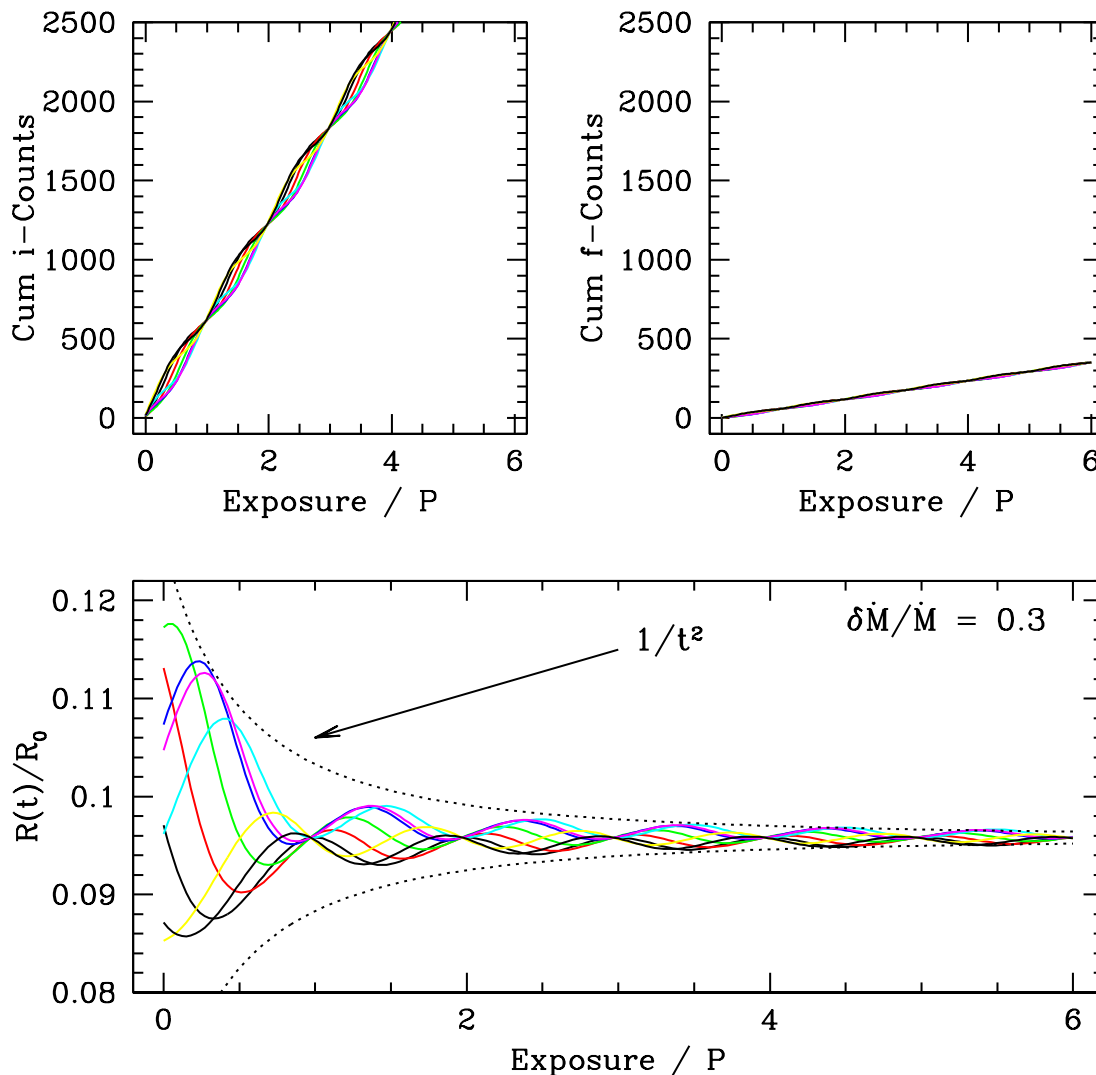 2500
2000
1500
1000
500
0
Cum i-Counts
0 2 4 6
Exposure / P
2500
2000
1500
1000
500
0
Cum f-Counts
0 2 4 6
Exposure / P
0.12
0.11
0.1
0.09
0.08
R(t)/R₀
1/t²
δṀ/Ṁ = 0.3
0 2 4 6
Exposure / P